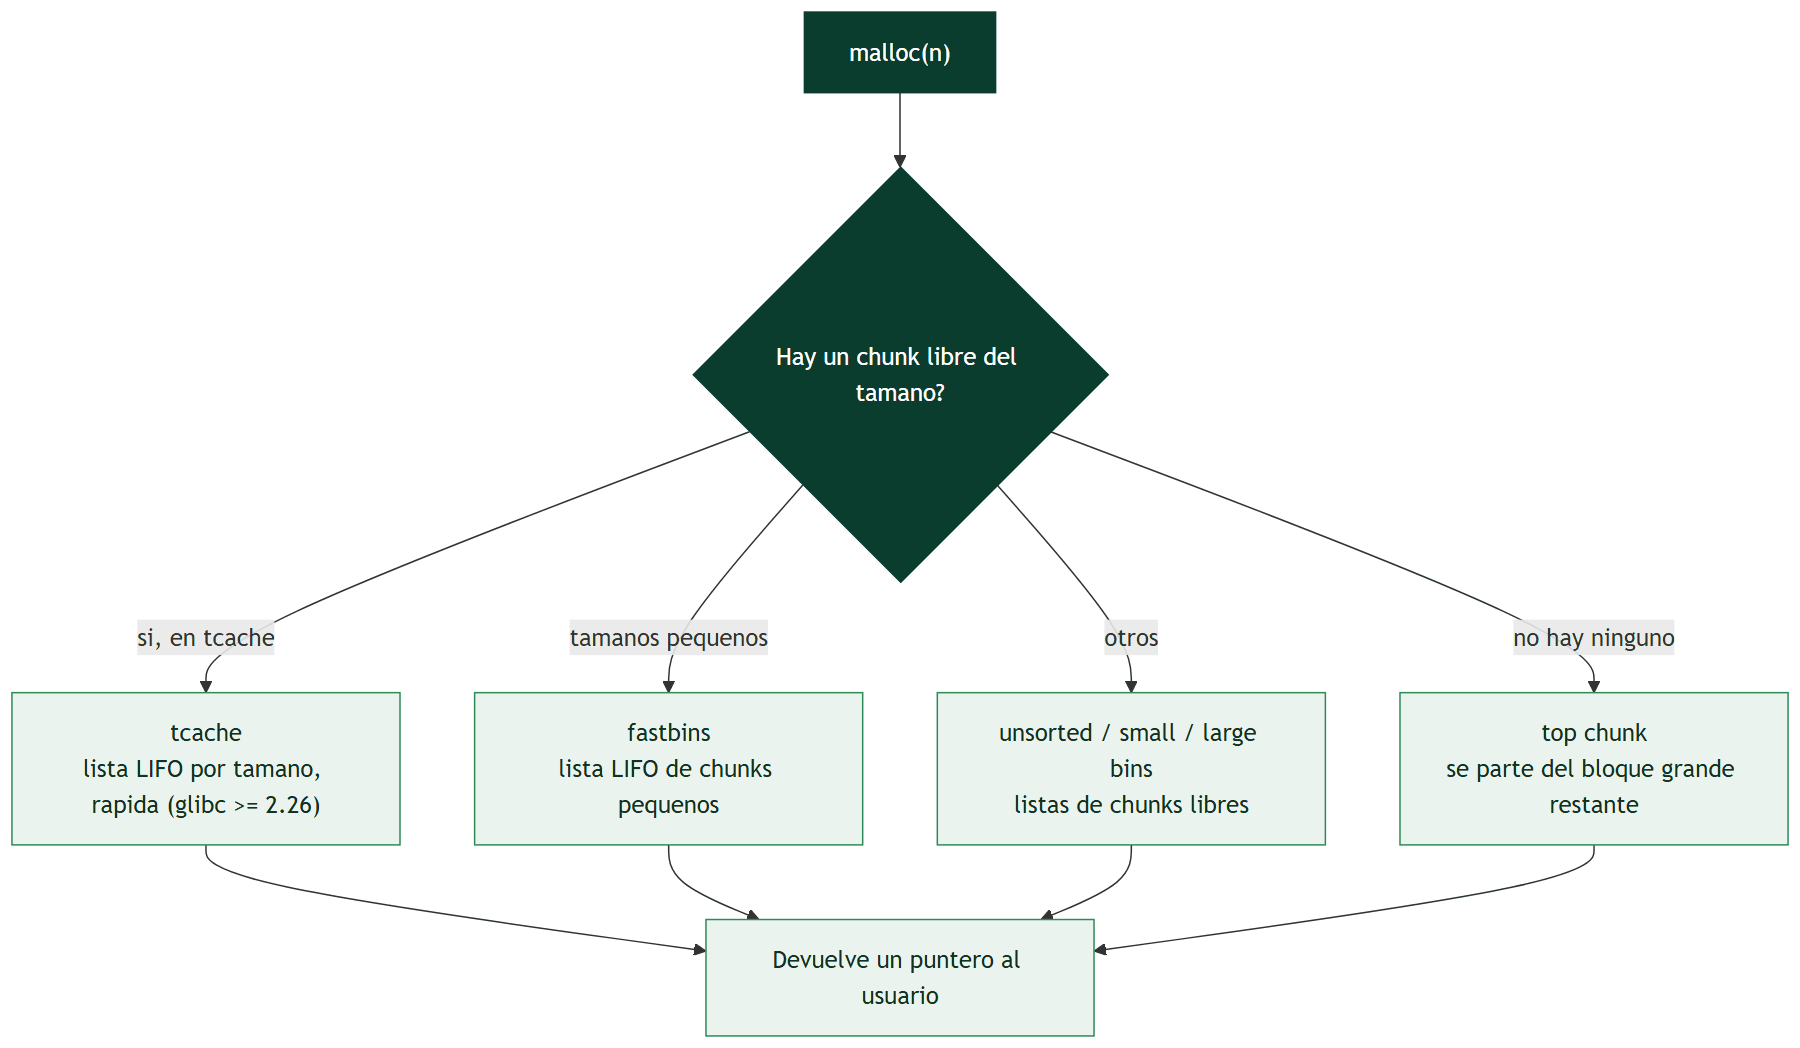 malloc(n)
Hay un chunk libre del
tamano?
si, en tcache
tamanos pequenos
otros
no hay ninguno
tcache
lista LIFO por tamano,
rapida (glibc >= 2.26)
fastbins
lista LIFO de chunks
pequenos
unsorted / small / large
bins
listas de chunks libres
top chunk
se parte del bloque grande
restante
Devuelve un puntero al
usuario